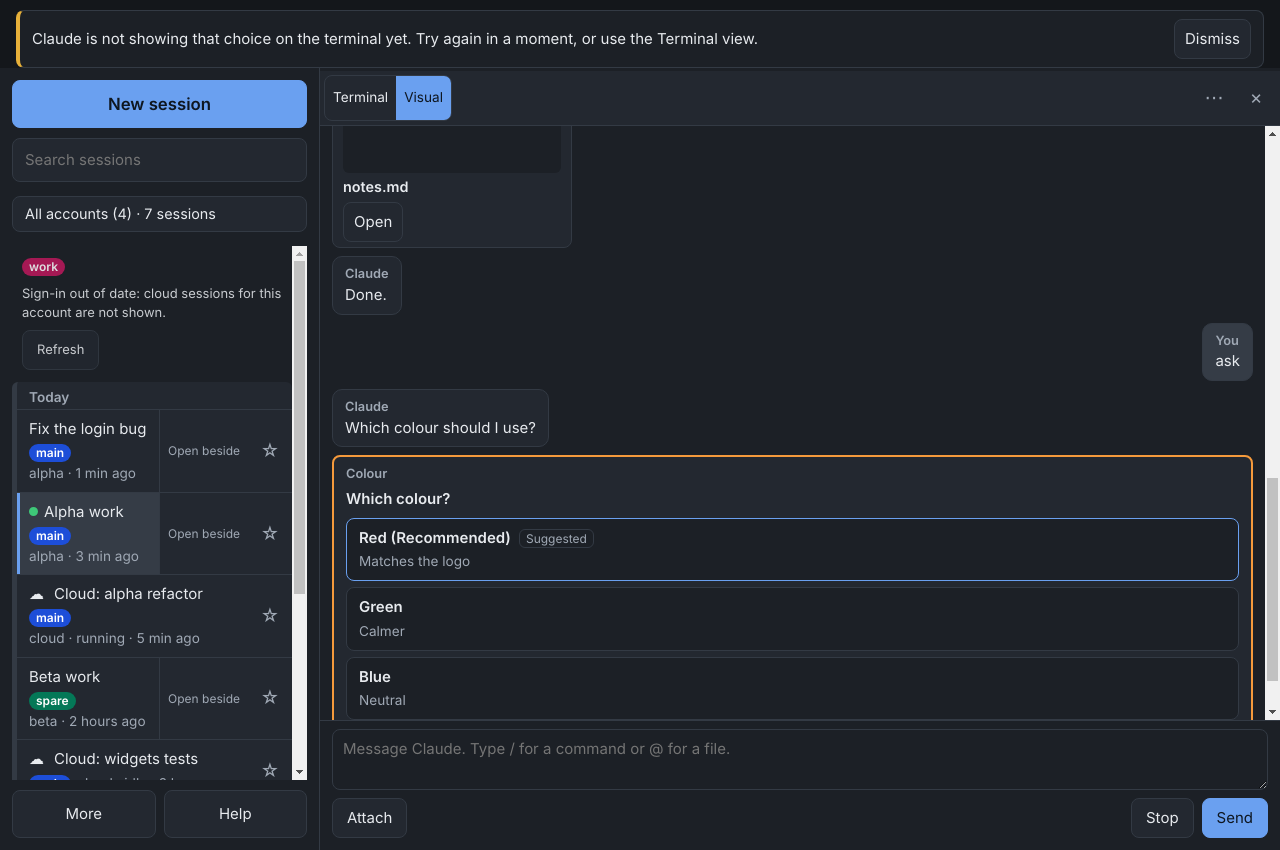 Claude is not showing that choice on the terminal yet. Try again in a moment, or use the Terminal view.
Dismiss
New session
Search sessions
All accounts (4) · 7 sessions
work
Sign-in out of date: cloud sessions for this
account are not shown.
Refresh
Today
Fix the login bug
main
alpha · 1 min ago
Open beside
Alpha work
main
alpha · 3 min ago
Open beside
Cloud: alpha refactor
main
cloud · running · 5 min ago
Beta work
spare
beta · 2 hours ago
Open beside
Cloud: widgets tests
More
Help
Terminal
Visual
notes.md
Open
Claude
Done.
You
ask
Claude
Which colour should I use?
Colour
Which colour?
Red (Recommended) Suggested
Matches the logo
Green
Calmer
Blue
Neutral
Message Claude. Type / for a command or @ for a file.
Attach
Stop
Send